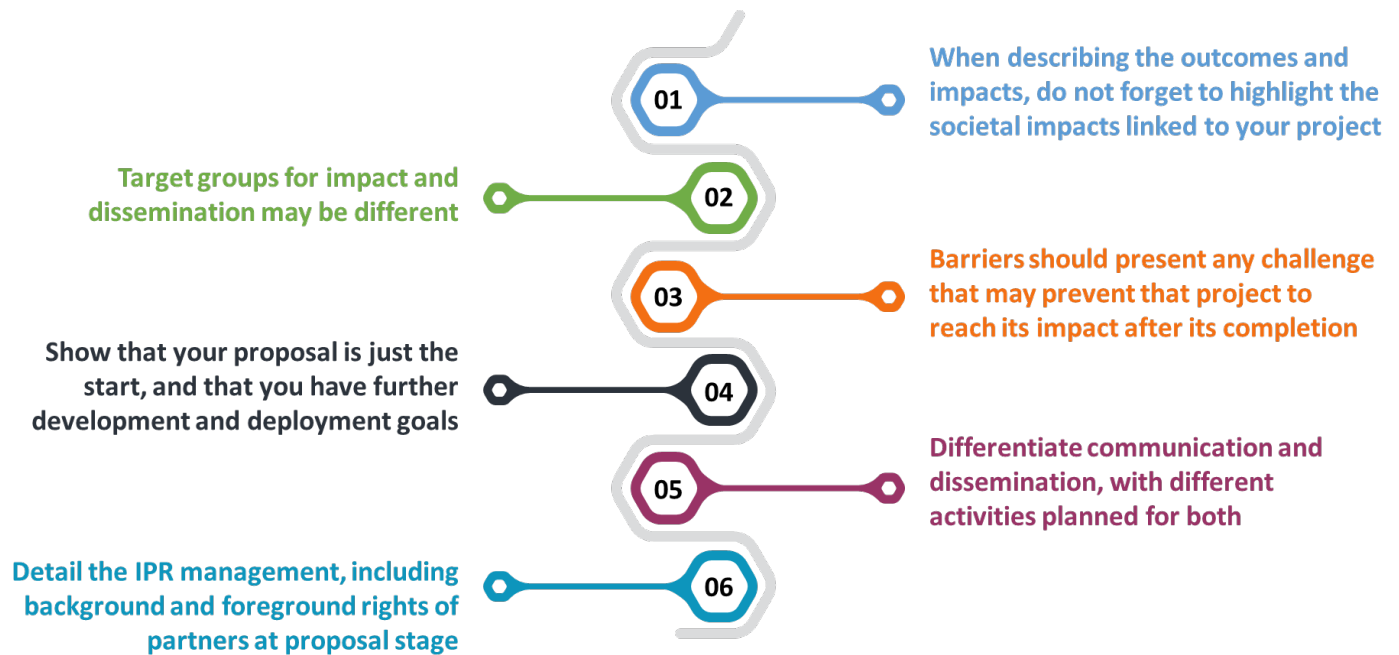 01
When describing the outcomes and
impacts, do not forget to highlight the
societal impacts linked to your project
02
Target groups for impact and
dissemination may be different
03
Barriers should present any challenge
that may prevent that project to
reach its impact after its completion
04
Show that your proposal is just the
start, and that you have further
development and deployment goals
05
Differentiate communication and
dissemination, with different
activities planned for both
06
Detail the IPR management, including
background and foreground rights of
partners at proposal stage